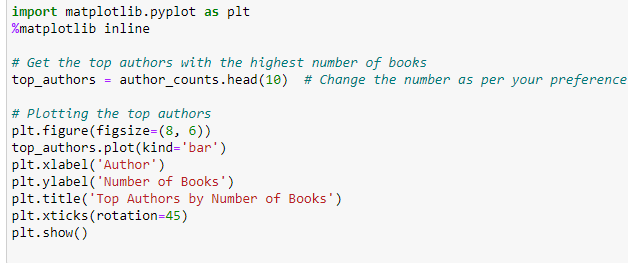 import matplotlib.pyplot as plt
%matplotlib inline
# Get the top authors with the highest number of books
top_authors = author_counts.head(10)  # Change the number as per your preference
# Plotting the top authors
plt.figure(figsize=(8, 6))
top_authors.plot(kind='bar')
plt.xlabel('Author')
plt.ylabel('Number of Books')
plt.title('Top Authors by Number of Books')
plt.xticks(rotation=45)
plt.show()